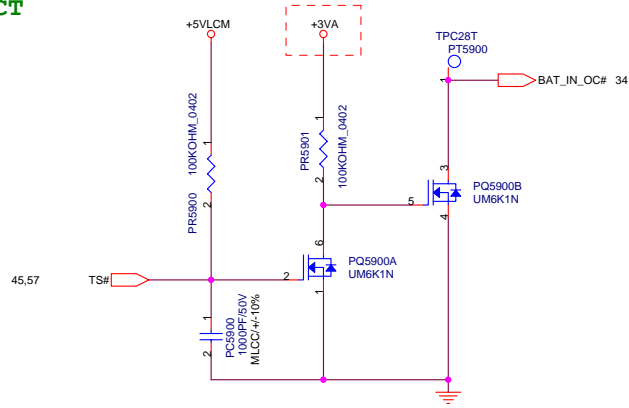 CT
+5VLCM
+3VA
TPC28T
PT5900
1
BAT_IN_OC# 34
1
PR5900
100KOHM_0402
2
1
PR5901
100KOHM_0402
2
3
5
PQ5900B
UM6K1N
4
6
PQ5900A
UM6K1N
2
1
45,57
TS#
1
PC5900
1000PF/50V
MLCC/+/-10%
2